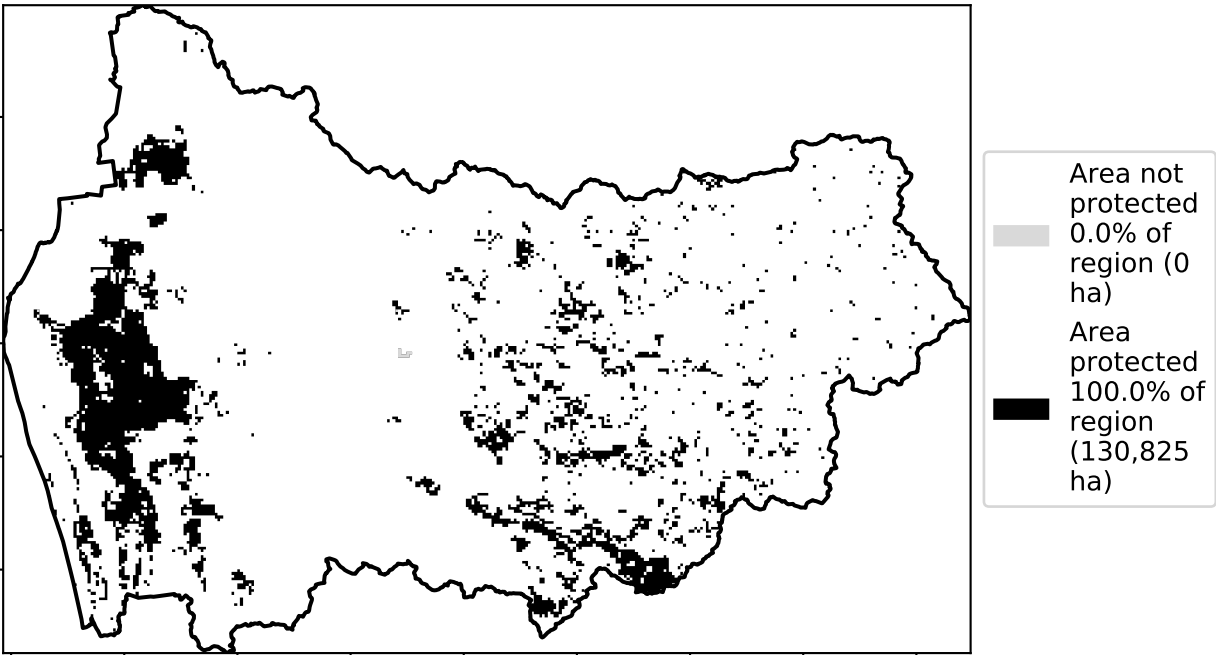 Area not
protected
0.0% of
region (0
ha)
Area
protected
100.0% of
region
(130,825
ha)